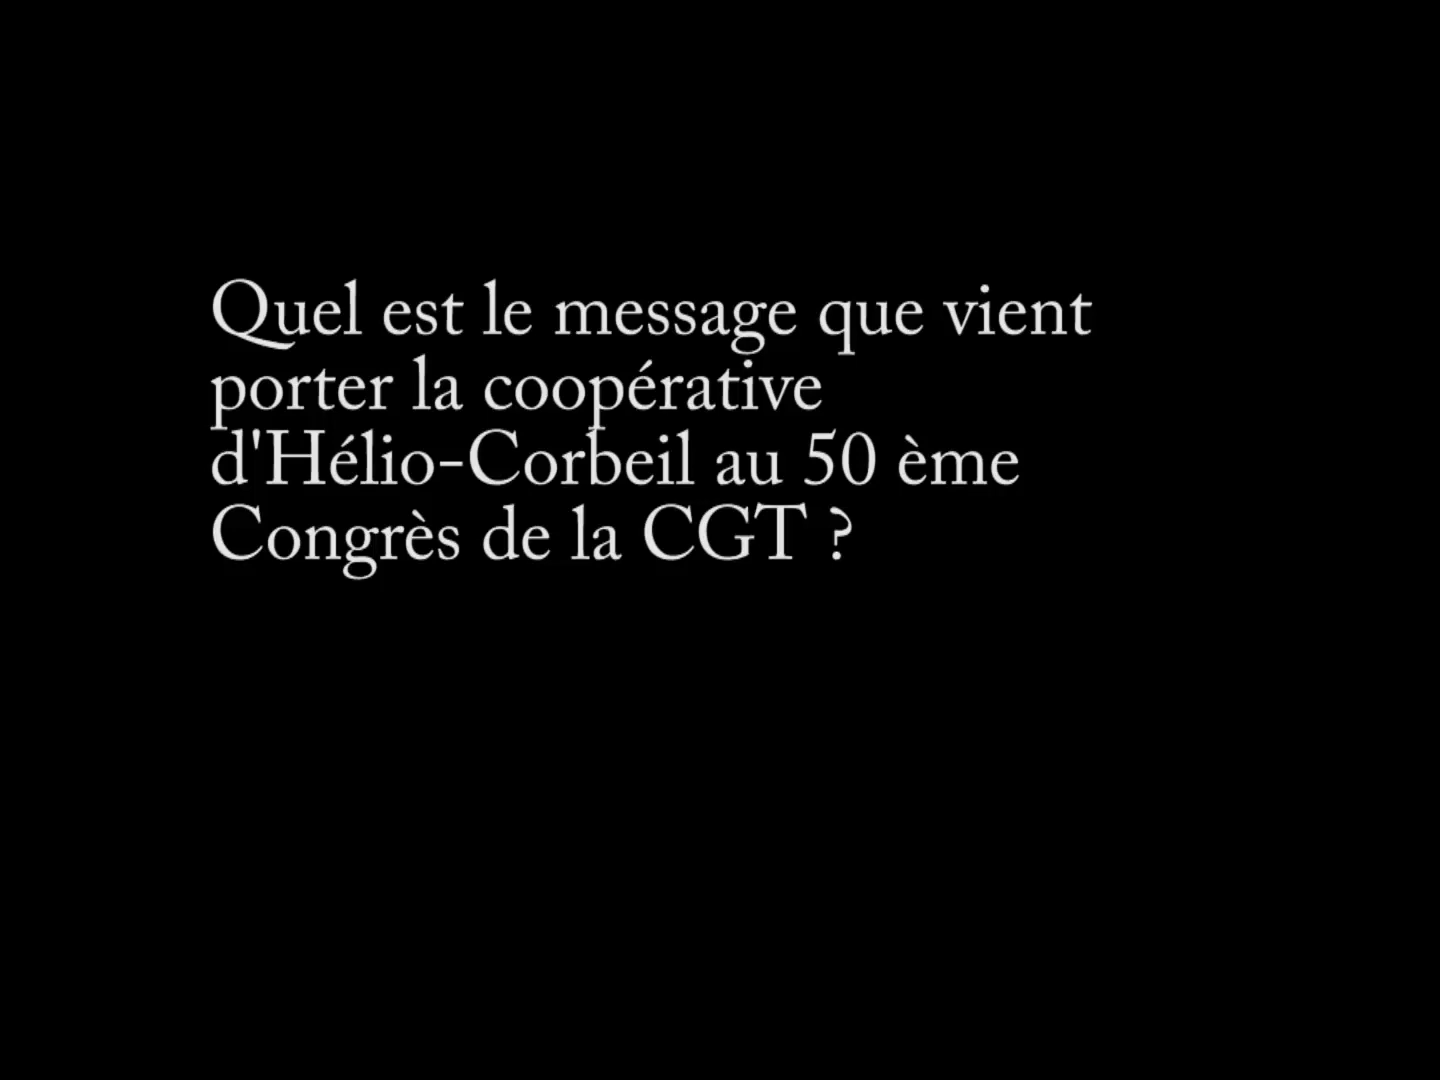 Quel est le message que vient
porter la coopérative
d'Hélio-Corbeil au 50 ème
Congrès de la CGT ?